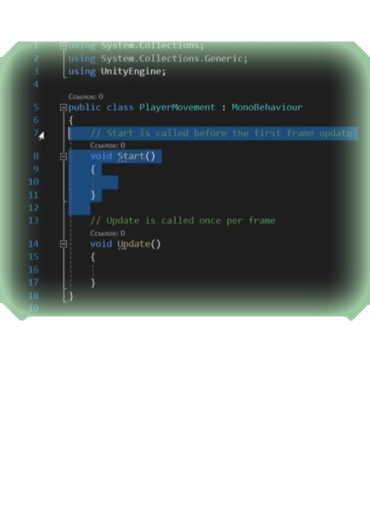 1 using System.Collections;
2 using System.Collections.Generic;
3 using UnityEngine;
4
Ссылок: 0
5 public class PlayerMovement : MonoBehaviour
6 {
7 // Start is called before the first frame update
Ссылок: 0
8 void Start()
9 {
10
11 }
12
13 // Update is called once per frame
Ссылок: 0
14 void Update()
15 {
16
17 }
18 }
19